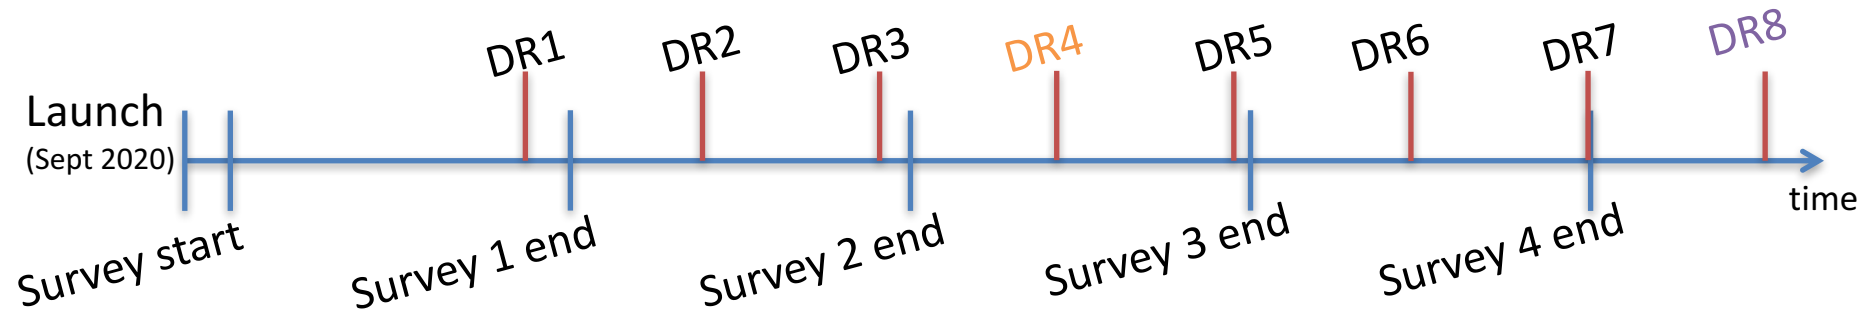 DR1
DR2
DR3
DR4
DR5
DR6
DR7
DR8
Launch
(Sept 2020)
time
Survey start
Survey 1 end
Survey 2 end
Survey 3 end
Survey 4 end